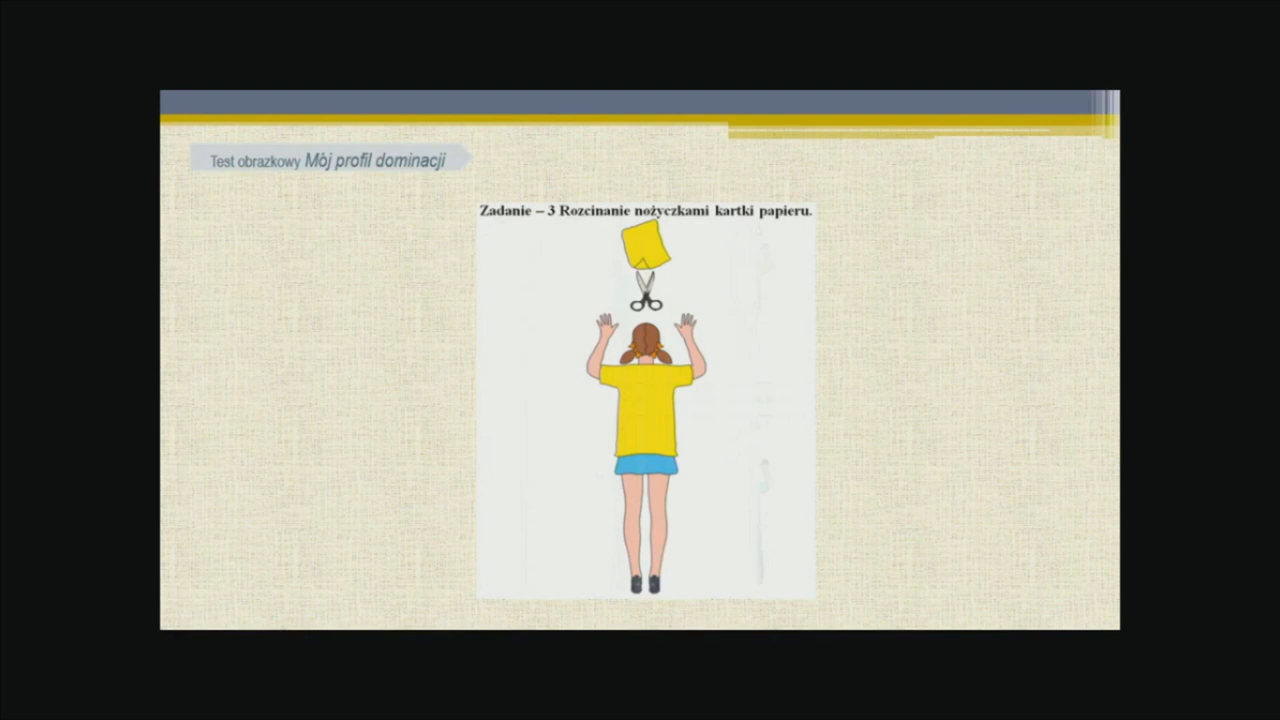 Test obrazkowy Mój profil dominacji
Zadanie – 3 Rozcinanie nożyczkami kartki papieru.